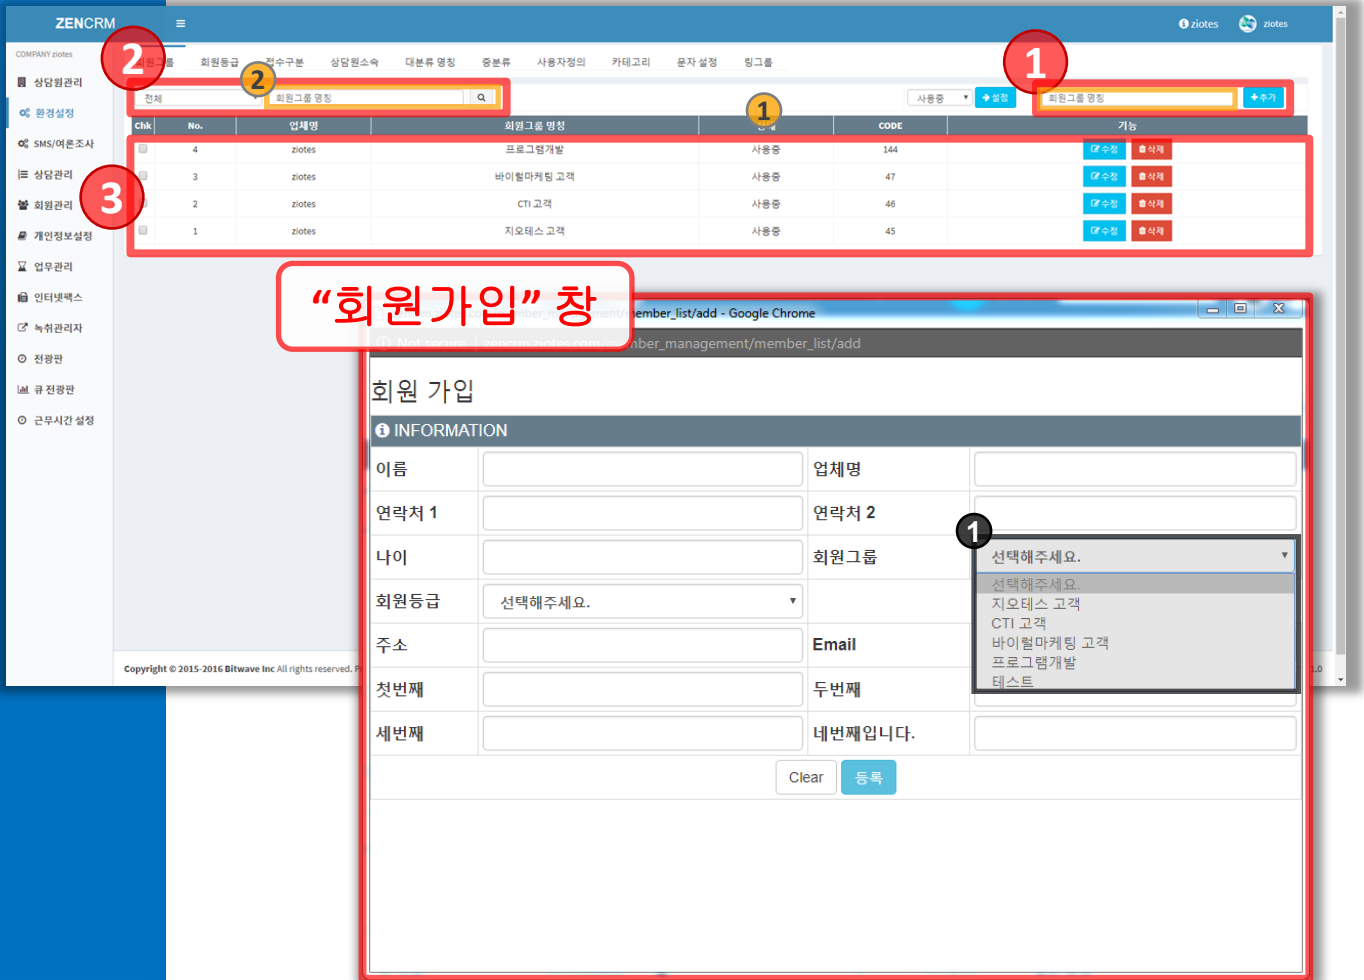 ZENCRM
ziotes
ziotes
COMPANY ziotes
상담원관리
환경설정
SMS/여론조사
상담관리
회원관리
개인정보설정
업무관리
인터넷팩스
녹취관리자
전광판
큐 전광판
근무시간 설정
2
1
회원등급 접수구분 상담원소속 대분류 명칭 중분류 사용자정의 카테고리 문자 설정 링그룹
2
1
전체 회원그룹 명칭
사용중 설정 회원그룹 명칭 +추가
Chk No. 업체명 회원그룹 명칭 CODE 기능
4 ziotes 프로그램개발 사용중 144 수정 삭제
3 ziotes 바이럴마케팅 고객 사용중 47 수정 삭제
2 ziotes CTI 고객 사용중 46 수정 삭제
1 ziotes 지오테스 고객 사용중 45 수정 삭제
3
“회원가입” 창
member_list/add - Google Chrome
zencrm.ziotes.com/member_management/member_list/add
회원 가입
INFORMATION
이름 업체명
연락처 1 연락처 2
1
나이 회원그룹 선택해주세요.
선택해주세요.
지오테스 고객
CTI 고객
바이럴마케팅 고객
프로그램개발
테스트
회원등급 선택해주세요.
주소 Email
첫번째 두번째
세번째 네번째입니다.
Clear 등록
Copyright © 2015-2016 Bitwave Inc All rights reserved.
1.0